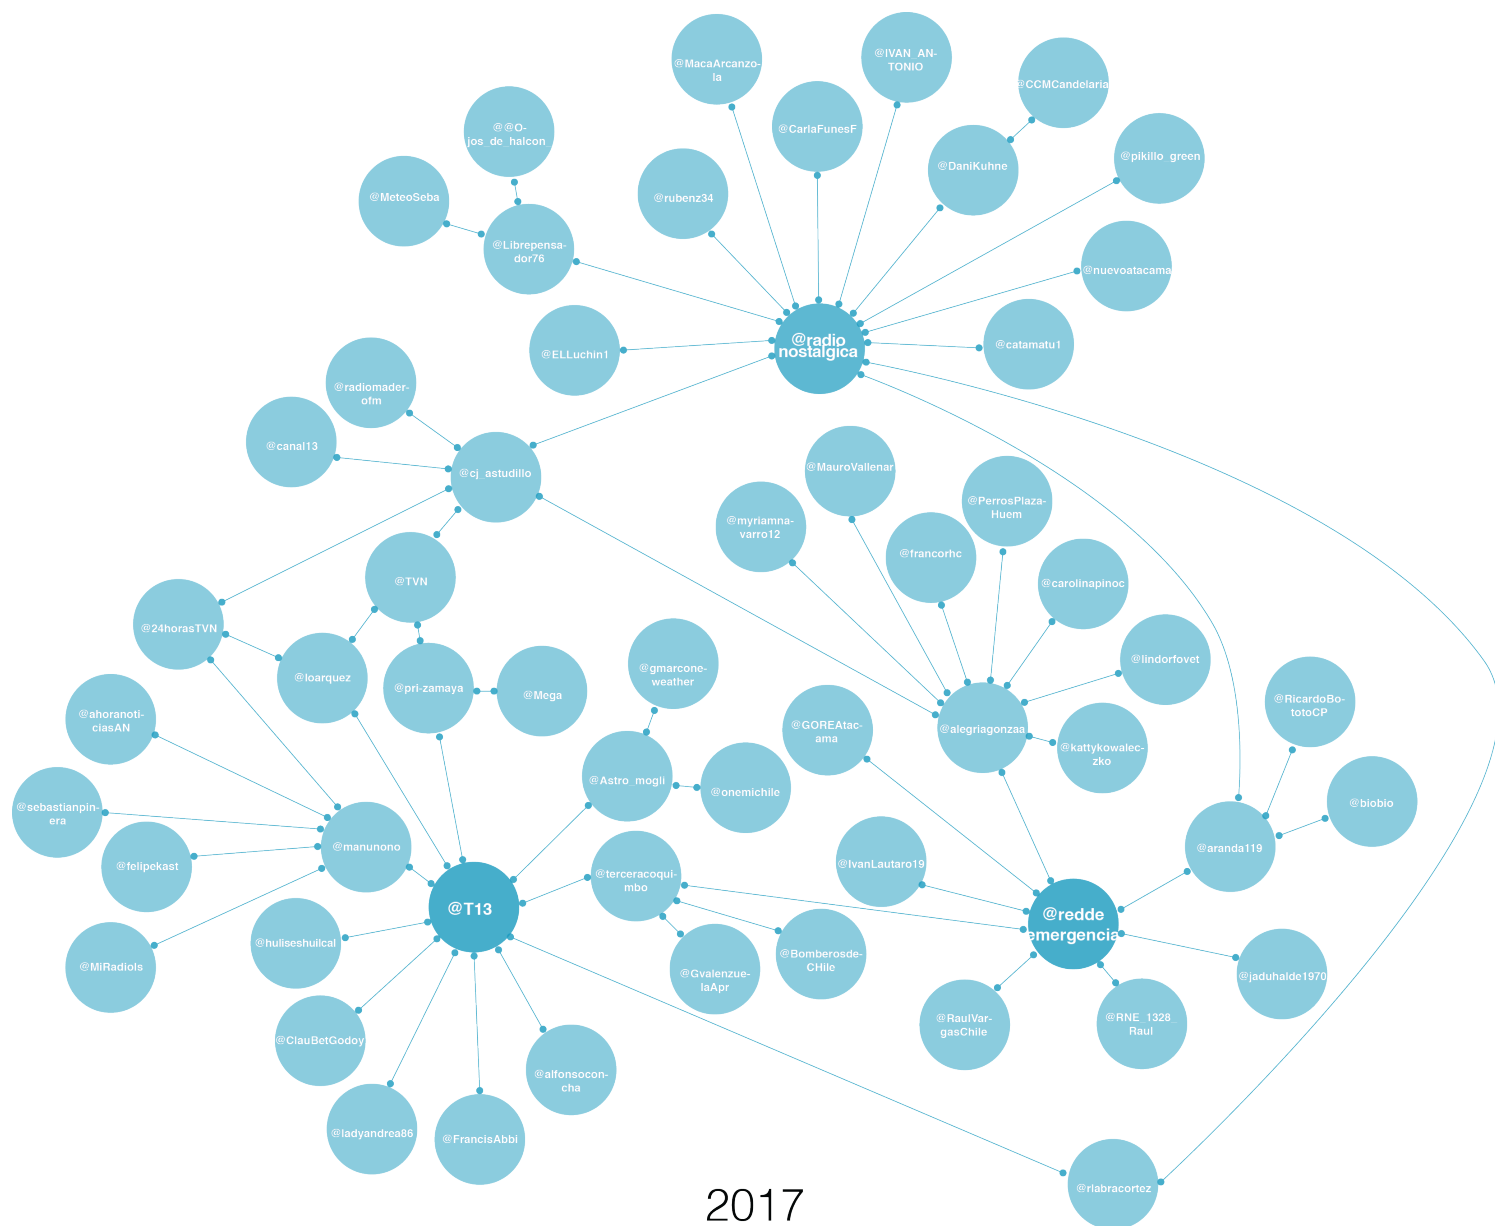 @MacaArcanzo-
la
@IVAN_AN-
TONIO
@CCMCandelaria
@@O-
jos_de_halcon_
@CarlaFunesF
@DaniKuhne
@pikillo_green
@MeteoSeba
@rubenz34
@Librepensa-
dor76
@nuevoatacama
@radio
nostalgica
@ELLuchin1
@catamatu1
@radiomader-
ofm
@canal13
@cj_astudillo
@MauroVallenar
@PerrosPlaza-
Huem
@myriamna-
varro12
@francorhc
@TVN
@carolinapinoc
@24horasTVN
@loarquez
@pri-zamaya
@Mega
@gmarcone-
weather
@lindorfovet
@RicardoBo-
totoCP
@ahoranoti-
ciasAN
@GOREAtac-
ama
@alegriagonzaa
@kattykowalec-
zko
@Astro_mogli
@onemichile
@sebastianpin-
era
@biobio
@felipekast
@manunono
@terceracoqui-
mbo
@IvanLautaro19
@aranda119
@T13
@redde
emergencia
@huliseshuilcal
@MiRadiols
@Gvalenzue-
laApr
@Bomberosde-
CHile
@jaduhalde1970
@RaulVar-
gasChile
@RNE_1328_
Raul
@ClauBetGodoy
@alfonsocon-
cha
@ladyandrea86
@FrancisAbbi
@rlabracortez
2017